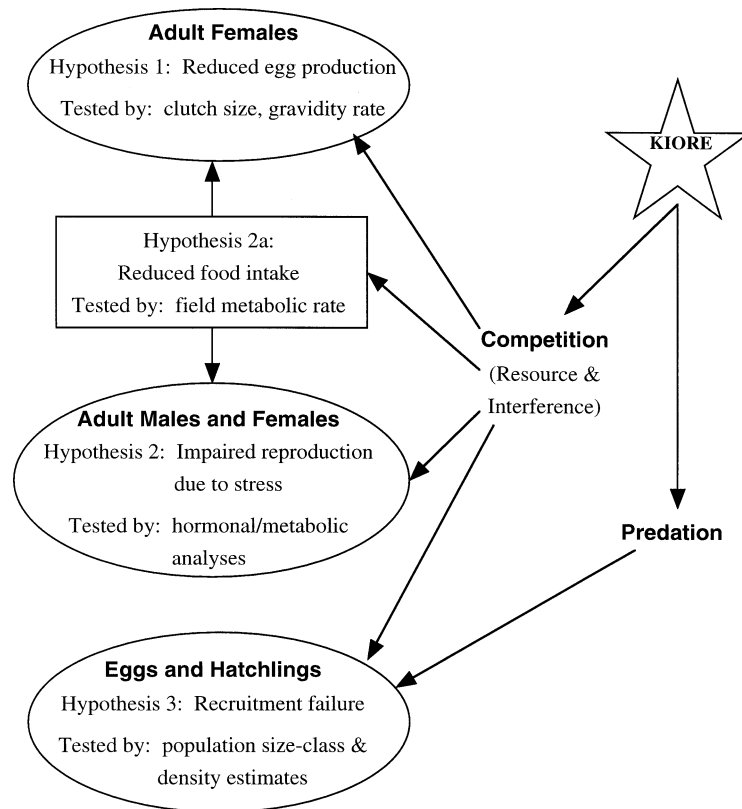 Adult Females
Hypothesis 1: Reduced egg production
Tested by: clutch size, gravidity rate
KIORE
Hypothesis 2a:
Reduced food intake
Tested by: field metabolic rate
Competition
(Resource &
Interference)
Adult Males and Females
Hypothesis 2: Impaired reproduction
due to stress
Tested by: hormonal/metabolic
analyses
Predation
Eggs and Hatchlings
Hypothesis 3: Recruitment failure
Tested by: population size-class &
density estimates